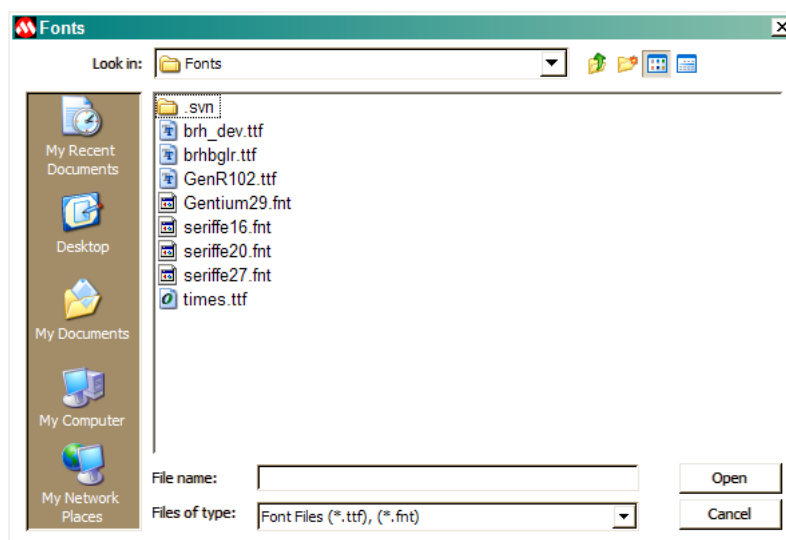 Fonts
Look in: Fonts
.svn
brh_dev.ttf
brhbglr.ttf
GenR102.ttf
Gentium29.fnt
seriffe16.fnt
seriffe20.fnt
seriffe27.fnt
times.ttf
My Recent
Documents
Desktop
My Documents
My Computer
My Network
Places
File name:
Open
Files of type: Font Files (*.ttf), (*.fnt)
Cancel